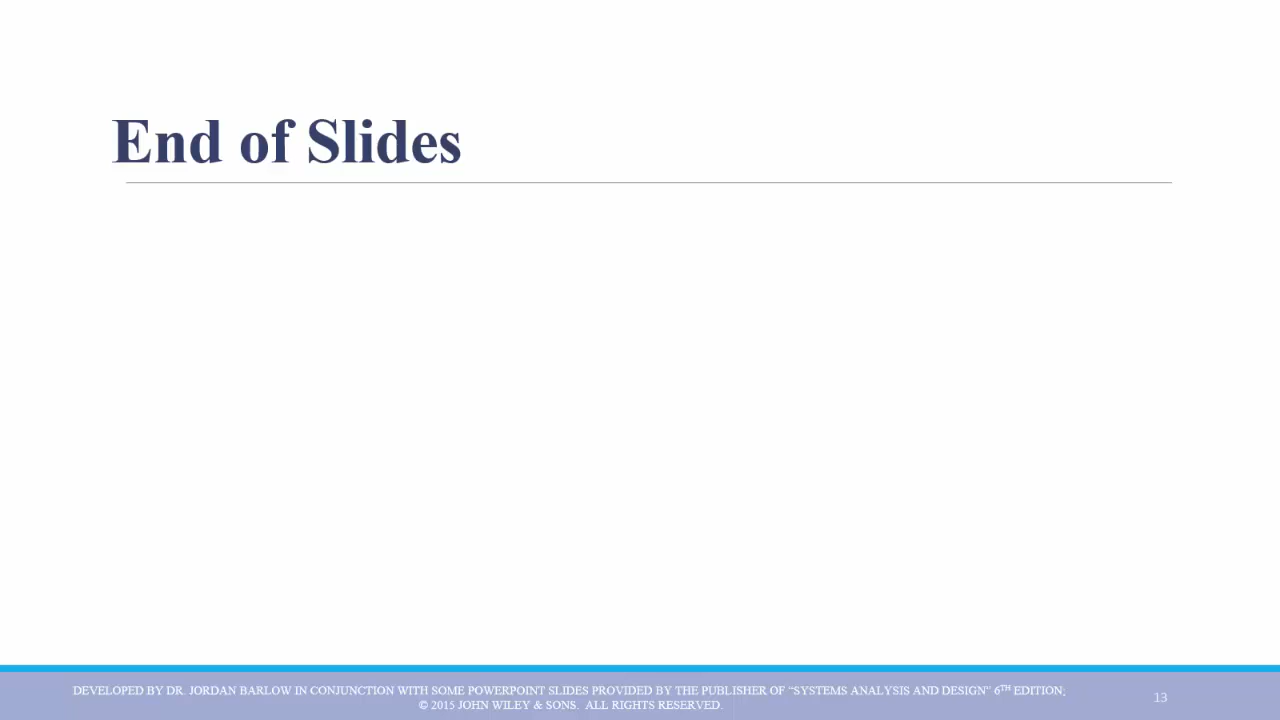 End of Slides
DEVELOPED BY DR. JORDAN BARLOW IN CONJUNCTION WITH SOME POWERPOINT SLIDES PROVIDED BY THE PUBLISHER OF “SYSTEMS ANALYSIS AND DESIGN” 6TH EDITION;
© 2015 JOHN WILEY & SONS. ALL RIGHTS RESERVED.
13